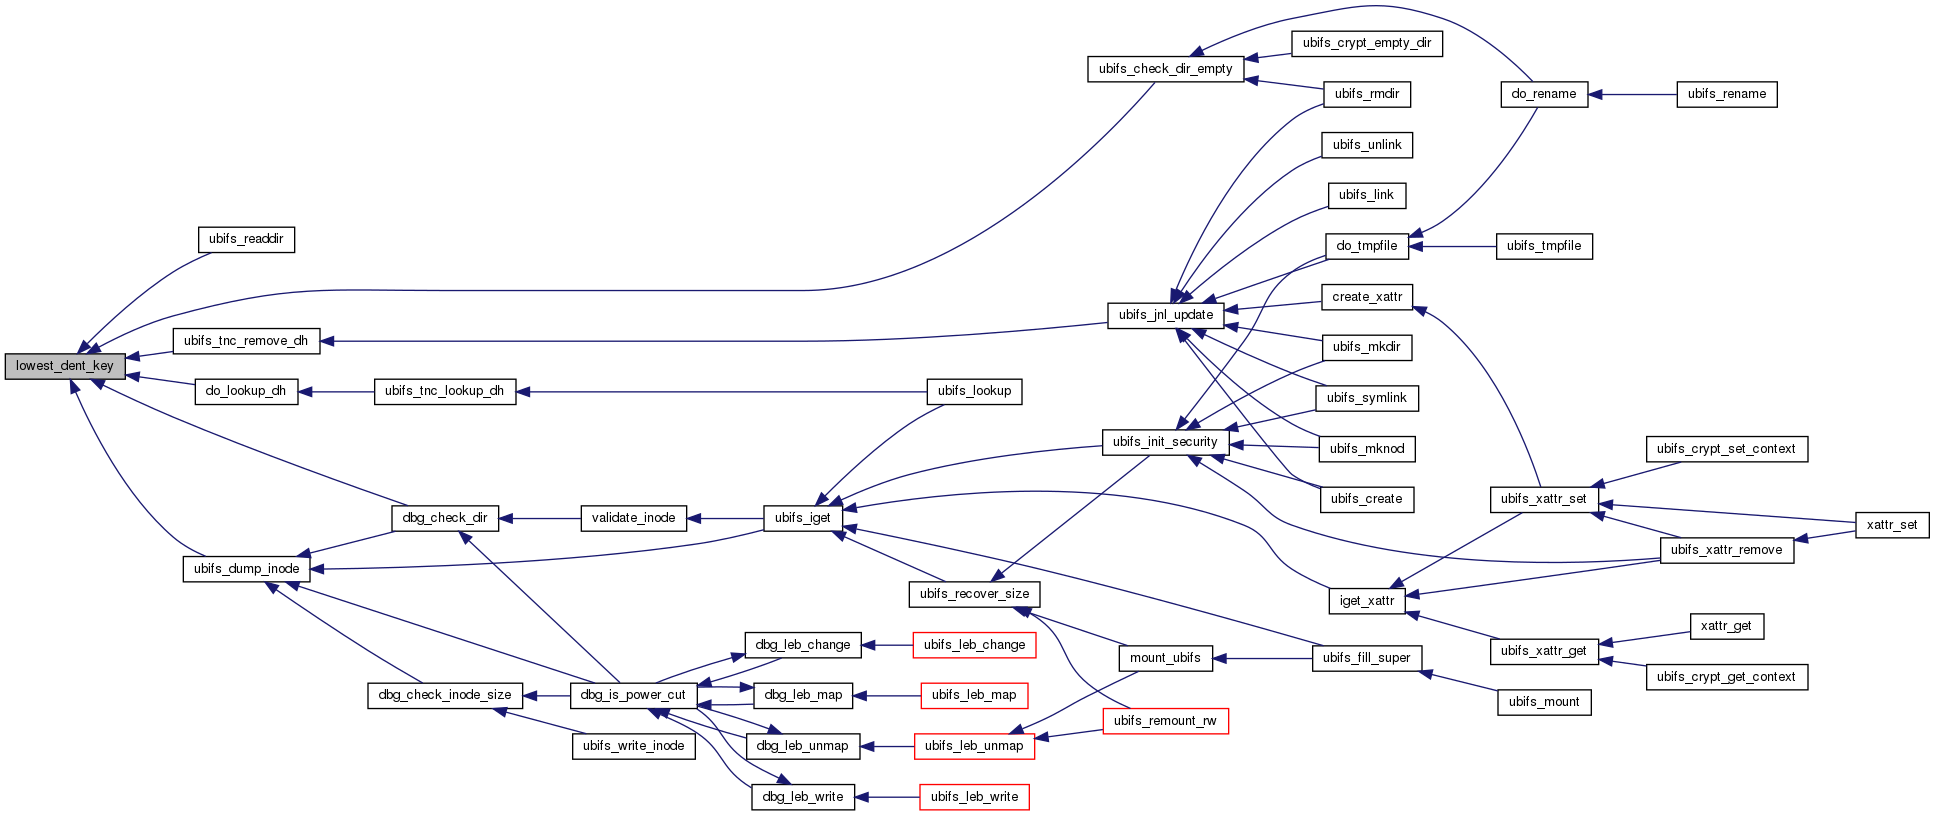 lowest_dent_key
ubifs_readdir
ubifs_tnc_remove_dh
do_lookup_dh
ubifs_dump_inode
ubifs_tnc_lookup_dh
dbg_check_dir
dbg_check_inode_size
validate_inode
dbg_is_power_cut
ubifs_write_inode
ubifs_iget
dbg_leb_change
dbg_leb_map
dbg_leb_unmap
dbg_leb_write
ubifs_lookup
ubifs_recover_size
ubifs_leb_change
ubifs_leb_map
ubifs_leb_unmap
ubifs_leb_write
ubifs_check_dir_empty
ubifs_jnl_update
ubifs_init_security
mount_ubifs
ubifs_remount_rw
ubifs_crypt_empty_dir
ubifs_rmdir
ubifs_unlink
ubifs_link
do_tmpfile
create_xattr
ubifs_mkdir
ubifs_symlink
ubifs_mknod
ubifs_create
iget_xattr
ubifs_fill_super
do_rename
ubifs_tmpfile
ubifs_xattr_set
ubifs_xattr_get
ubifs_mount
ubifs_rename
ubifs_crypt_set_context
ubifs_xattr_remove
xattr_get
ubifs_crypt_get_context
xattr_set